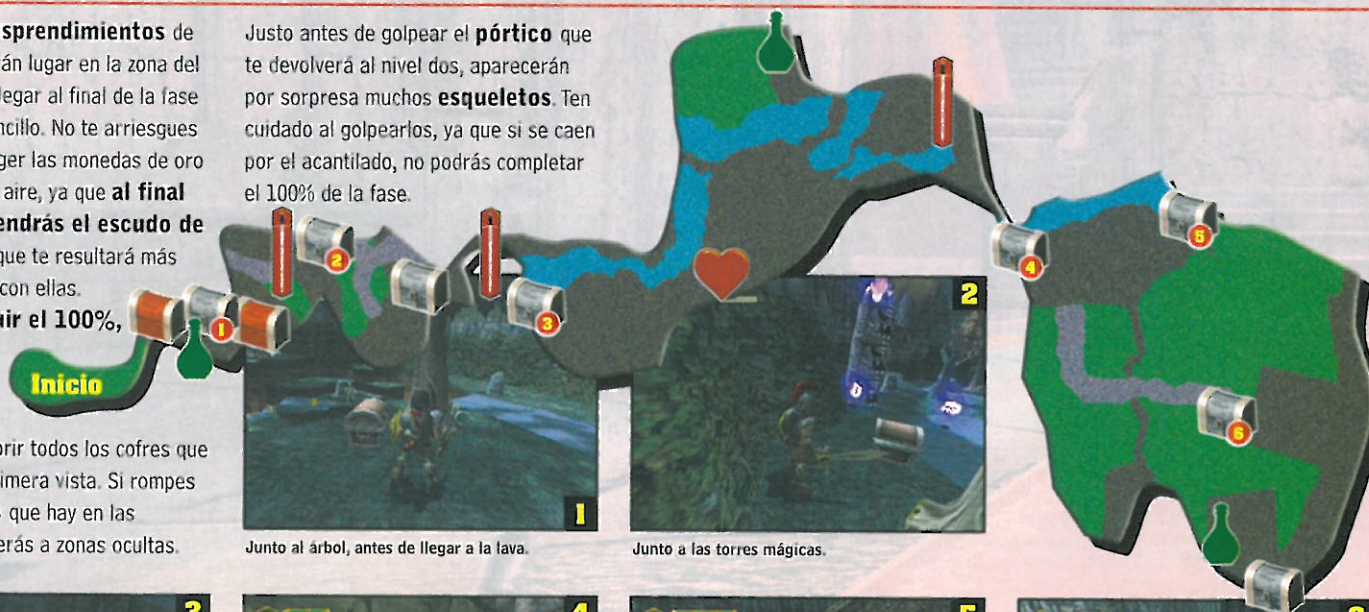 sprendimientos de
án lugar en la zona del
legar al final de la fase
ncillo. No te arriesgues
ger las monedas de oro
aire, ya que al final
endrás el escudo de
que te resultará más
con ellas.
uir el 100%,
Inicio
orir todos los cofres que
imera vista. Si rompes
que hay en las
erás a zonas ocultas.
Justo antes de golpear el pórtico que
te devolverá al nivel dos, aparecerán
por sorpresa muchos esqueletos. Ten
cuidado al golpearlos, ya que si se caen
por el acantilado, no podrás completar
el 100% de la fase.
1
2
3
4
5
6
1
Junto al árbol, antes de llegar a la lava.
2
Junto a las torres mágicas.
3
4
5